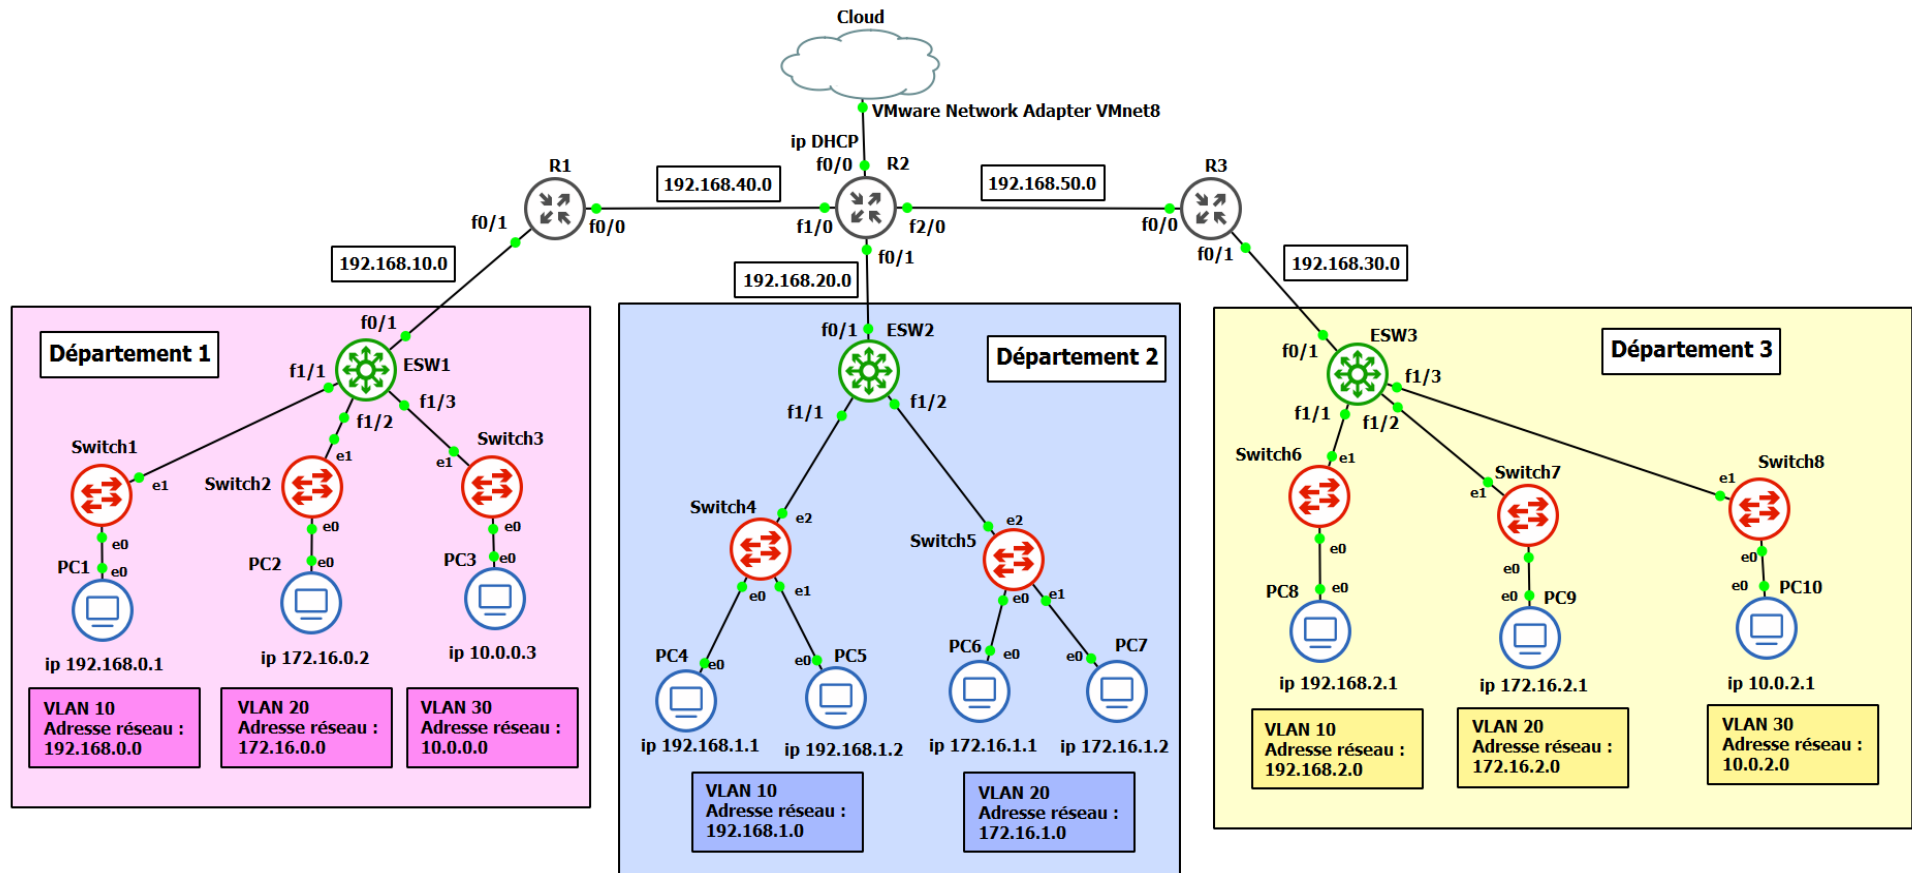 Cloud
VMware Network Adapter VMnet8
ip DHCP
f0/0
R2
R1
192.168.40.0
192.168.50.0
R3
f0/1
f0/0
f1/0
f2/0
f0/0
f0/1
f0/1
192.168.10.0
192.168.20.0
192.168.30.0
Département 1
f0/1
ESW1
f1/1
f1/3
f1/2
Switch1
e1
Switch2
e1
Switch3
e1
e0
e0
e0
PC1
e0
PC2
e0
PC3
e0
ip 192.168.0.1
ip 172.16.0.2
ip 10.0.0.3
VLAN 10
Adresse réseau :
192.168.0.0
VLAN 20
Adresse réseau :
172.16.0.0
VLAN 30
Adresse réseau :
10.0.0.0
f0/1
ESW2
Département 2
f1/1
f1/2
Switch4
e2
Switch5
e2
e0
e1
e0
e1
PC4
e0
PC5
e0
PC6
e0
PC7
e0
ip 192.168.1.1
ip 192.168.1.2
ip 172.16.1.1
ip 172.16.1.2
VLAN 10
Adresse réseau :
192.168.1.0
VLAN 20
Adresse réseau :
172.16.1.0
f0/1
ESW3
Département 3
f1/3
f1/1
f1/2
Switch6
e1
Switch7
e1
Switch8
e1
e0
e0
e0
PC8
e0
PC9
e0
PC10
e0
ip 192.168.2.1
ip 172.16.2.1
ip 10.0.2.1
VLAN 10
Adresse réseau :
192.168.2.0
VLAN 20
Adresse réseau :
172.16.2.0
VLAN 30
Adresse réseau :
10.0.2.0